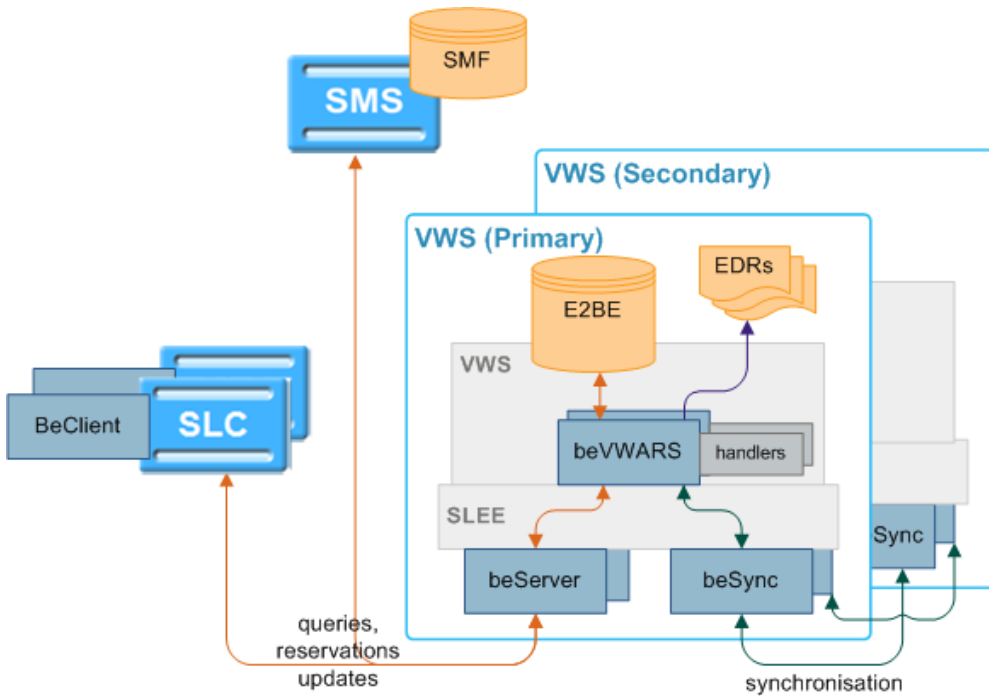 SMF
SMS
VWS (Secondary)
VWS (Primary)
EDRs
E2BE
VWS
BeClient
SLC
beVWARS
handlers
SLEE
Sync
beServer
beSync
queries,
reservations
updates
synchronisation